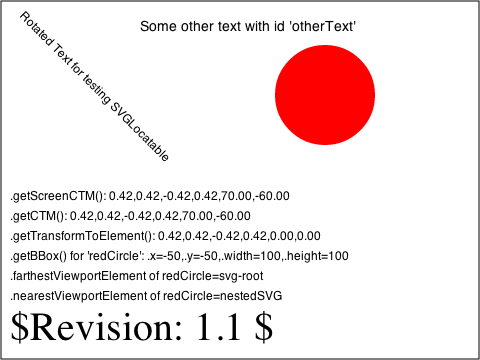 Some other text with id 'otherText'
Rotated Text for testing SVGLocatable
.getScreenCTM(): 0.42,0.42,-0.42,0.42,70.00,-60.00
.getCTM(): 0.42,0.42,-0.42,0.42,70.00,-60.00
.getTransformToElement(): 0.42,0.42,-0.42,0.42,0.00,0.00
.getBBox() for 'redCircle': .x=-50,.y=-50,.width=100,.height=100
.farthestViewportElement of redCircle=svg-root
.nearestViewportElement of redCircle=nestedSVG
$Revision: 1.1 $